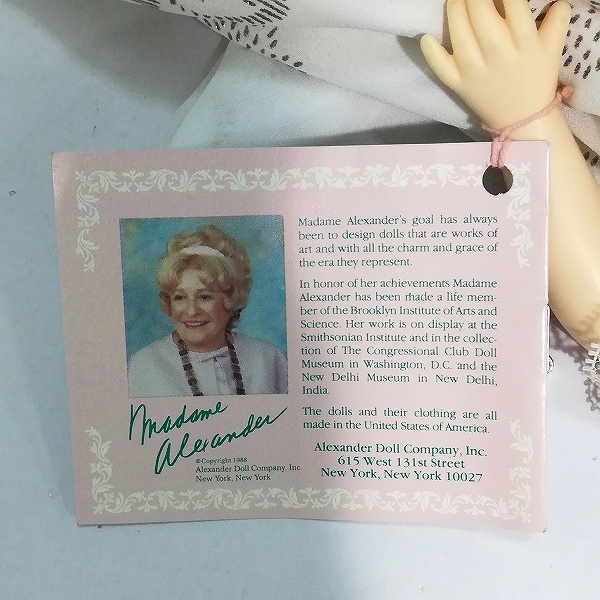 Madame Alexander's goal has always
been to design dolls that are works of
art and with all the charm and grace of
the era they represent.
In honor of her achievements Madame
Alexander has been made a life mem-
ber of the Brooklyn Institute of Arts and
Science. Her work is on display at the
Smithsonian Institute and in the collec-
tion of The Congressional Club Doll
Museum in Washington, D.C. and the
New Delhi Museum in New Delhi,
India.
The dolls and their clothing are all
made in the United States of America.
Alexander Doll Company, Inc.
615 West 131st Street
New York, New York 10027
Madame
Alexander
©Copyright 1988
Alexander Doll Company, Inc
New York, New York